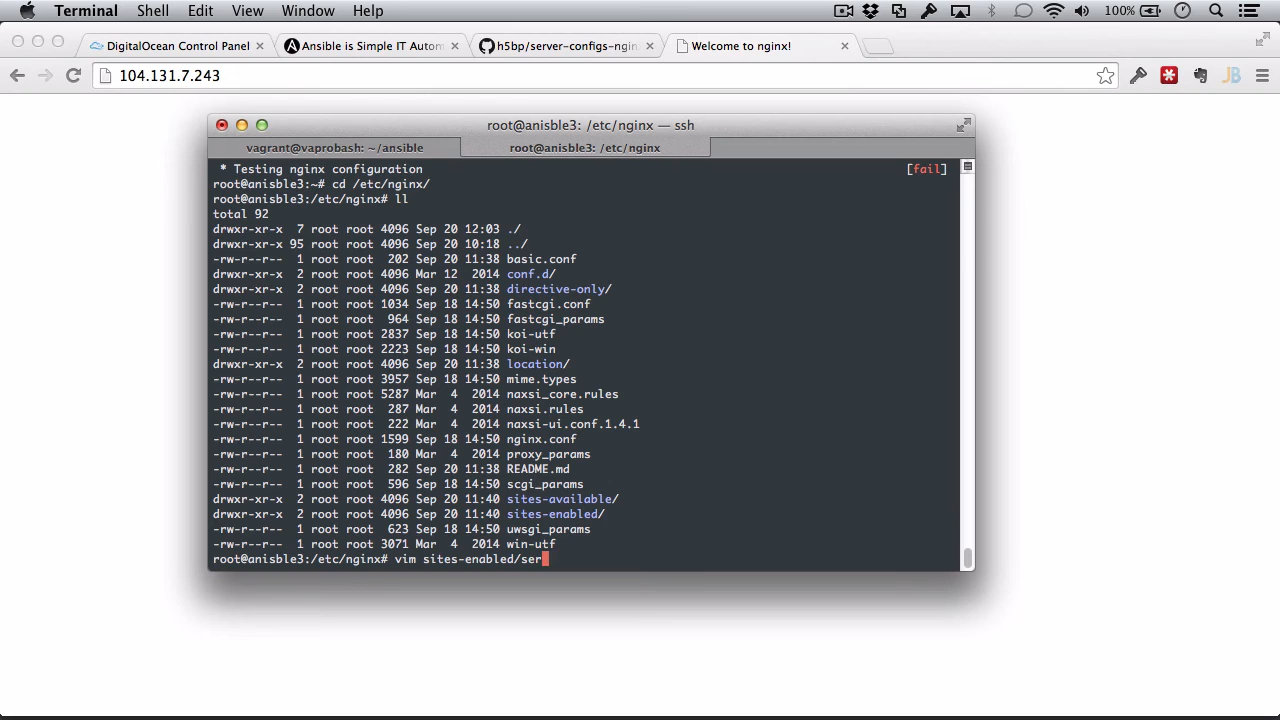 Terminal Shell Edit View Window Help 100%
DigitalOcean Control Panel Ansible is Simple IT Autom h5bp/server-configs-ngin Welcome to nginx!
104.131.7.243
root@anisble3: /etc/nginx — ssh
vagrant@vaprobash: ~/ansible root@anisble3: /etc/nginx
* Testing nginx configuration [fail]
root@anisble3:~# cd /etc/nginx/
root@anisble3:/etc/nginx# ll
total 92
drwxr-xr-x 7 root root 4096 Sep 20 12:03 ./
drwxr-xr-x 95 root root 4096 Sep 20 10:18 ../
-rw-r--r-- 1 root root 202 Sep 20 11:38 basic.conf
drwxr-xr-x 2 root root 4096 Mar 12 2014 conf.d/
drwxr-xr-x 2 root root 4096 Sep 20 11:38 directive-only/
-rw-r--r-- 1 root root 1034 Sep 18 14:50 fastcgi.conf
-rw-r--r-- 1 root root 964 Sep 18 14:50 fastcgi_params
-rw-r--r-- 1 root root 2837 Sep 18 14:50 koi-utf
-rw-r--r-- 1 root root 2223 Sep 18 14:50 koi-win
drwxr-xr-x 2 root root 4096 Sep 20 11:38 location/
-rw-r--r-- 1 root root 3957 Sep 18 14:50 mime.types
-rw-r--r-- 1 root root 5287 Mar 4 2014 naxsi_core.rules
-rw-r--r-- 1 root root 287 Mar 4 2014 naxsi.rules
-rw-r--r-- 1 root root 222 Mar 4 2014 naxsi-ui.conf.1.4.1
-rw-r--r-- 1 root root 1599 Sep 18 14:50 nginx.conf
-rw-r--r-- 1 root root 180 Mar 4 2014 proxy_params
-rw-r--r-- 1 root root 282 Sep 20 11:38 README.md
-rw-r--r-- 1 root root 596 Sep 18 14:50 scgi_params
drwxr-xr-x 2 root root 4096 Sep 20 11:40 sites-available/
drwxr-xr-x 2 root root 4096 Sep 20 11:40 sites-enabled/
-rw-r--r-- 1 root root 623 Sep 18 14:50 uwsgi_params
-rw-r--r-- 1 root root 3071 Mar 4 2014 win-utf
root@anisble3:/etc/nginx# vim sites-enabled/ser